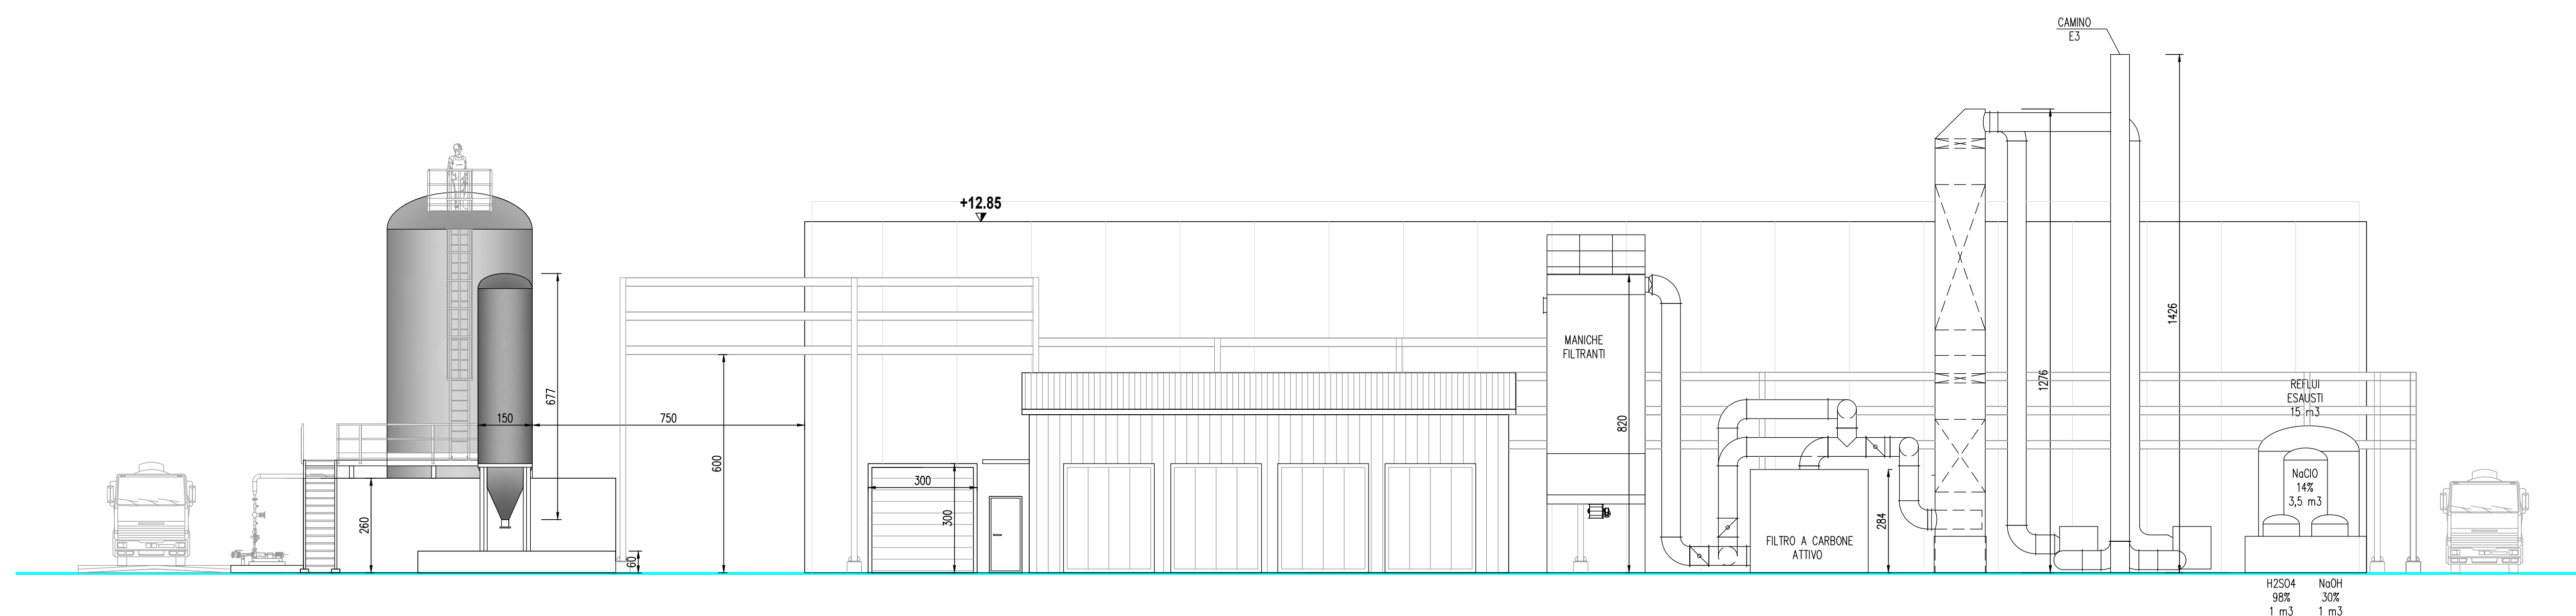 CAMINO
E3
+12.85
1426
1276
677
150
750
600
260
60
300
300
MANICHE
FILTRANTI
820
284
FILTRO A CARBONE
ATTIVO
REFLUI
ESAUSTI
15 m3
NaClO
14%
3,5 m3
H2SO4
98%
1 m3
NaOH
30%
1 m3